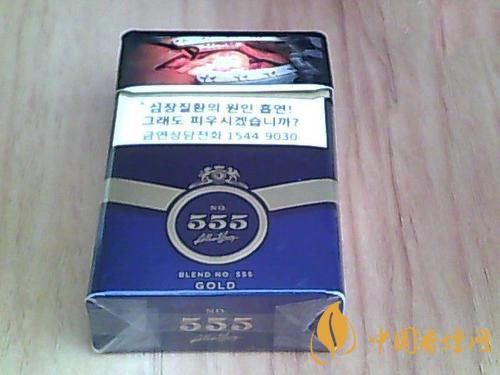 심장질환의 원인 흡연!
그래도 피우시겠습니까?
금연상담전화 1544 9030
NO.
555
BLEND NO. 555
GOLD
NO.
555
中国香烟网